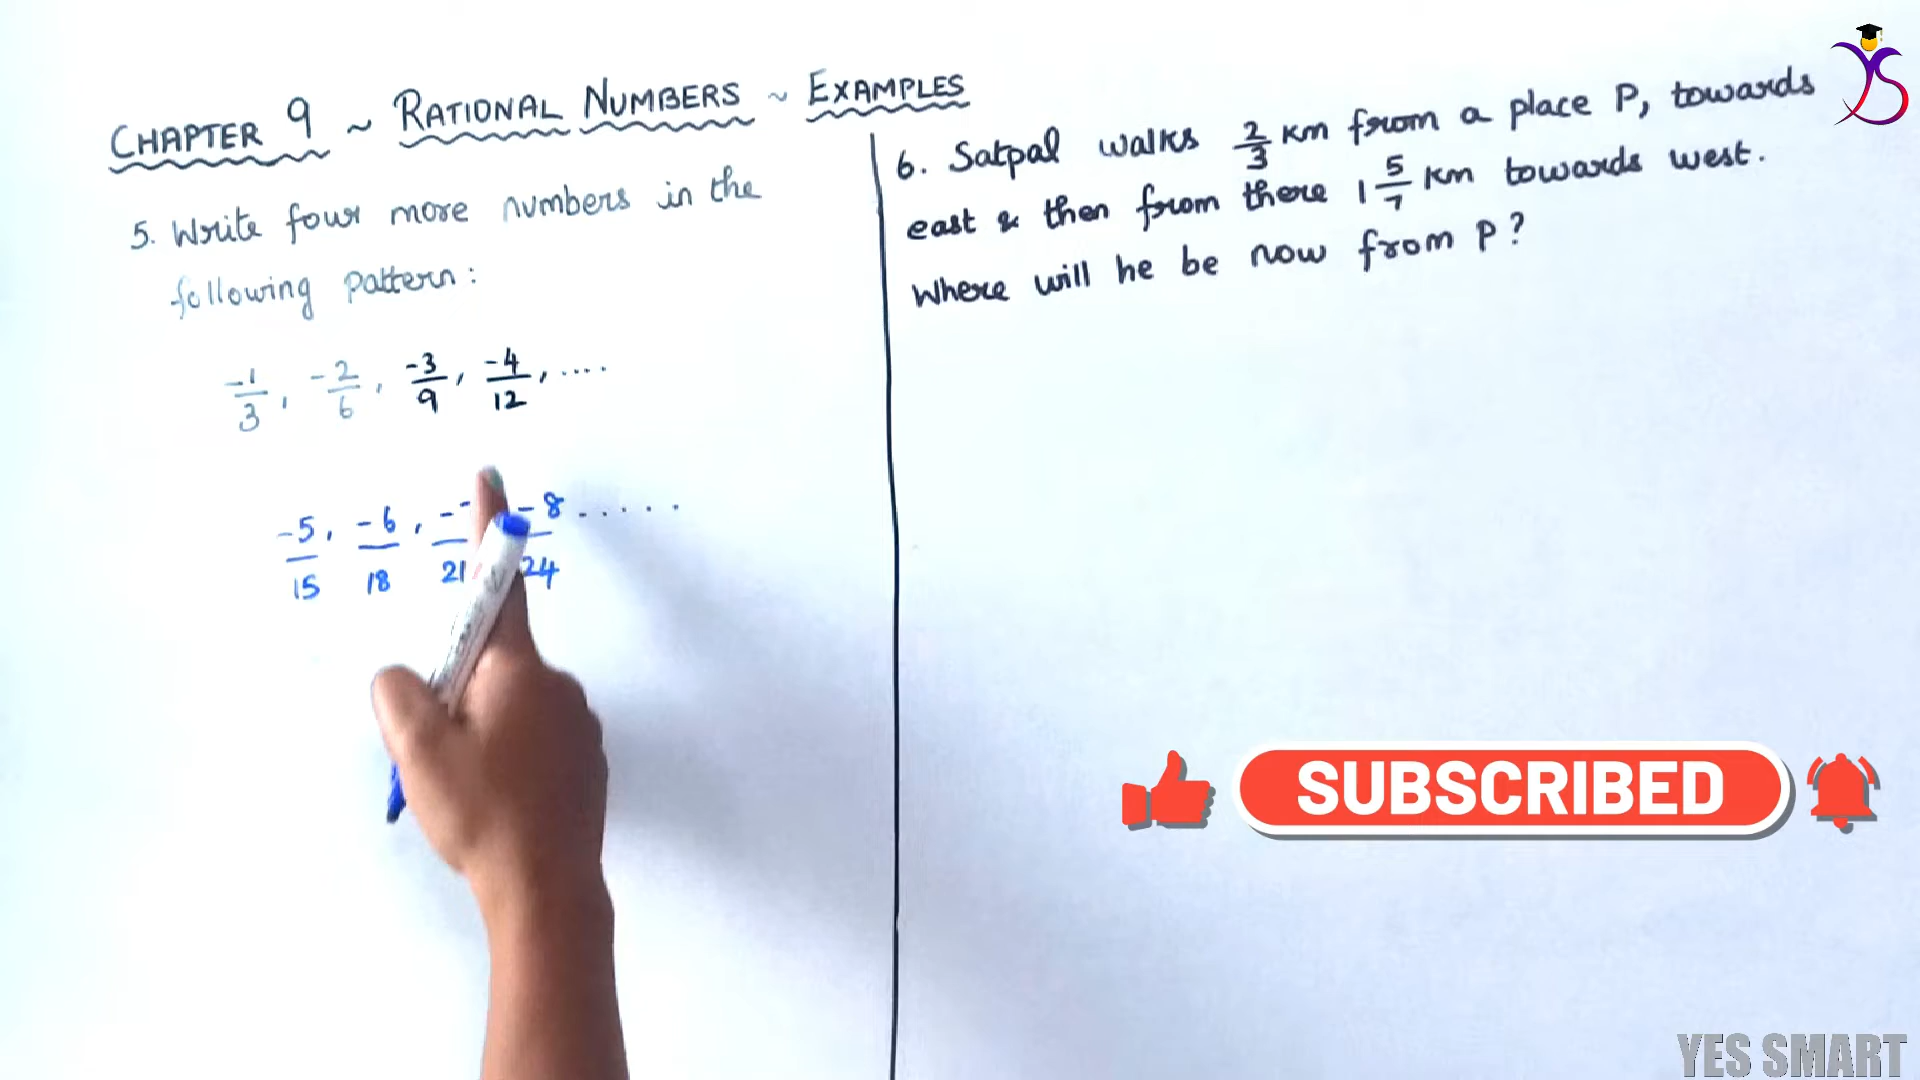 CHAPTER 9 ~ RATIONAL NUMBERS ~ EXAMPLES
5. Write four more numbers in the
following pattern:
-1/3, -2/6, -3/9, -4/12, ....
-5/15, -6/18, -/21, -8/24 .....
6. Satpal walks 2/3 km from a place P, towards
east & then from there 1 5/7 km towards west.
Where will he be now from P?
SUBSCRIBED
YES SMART